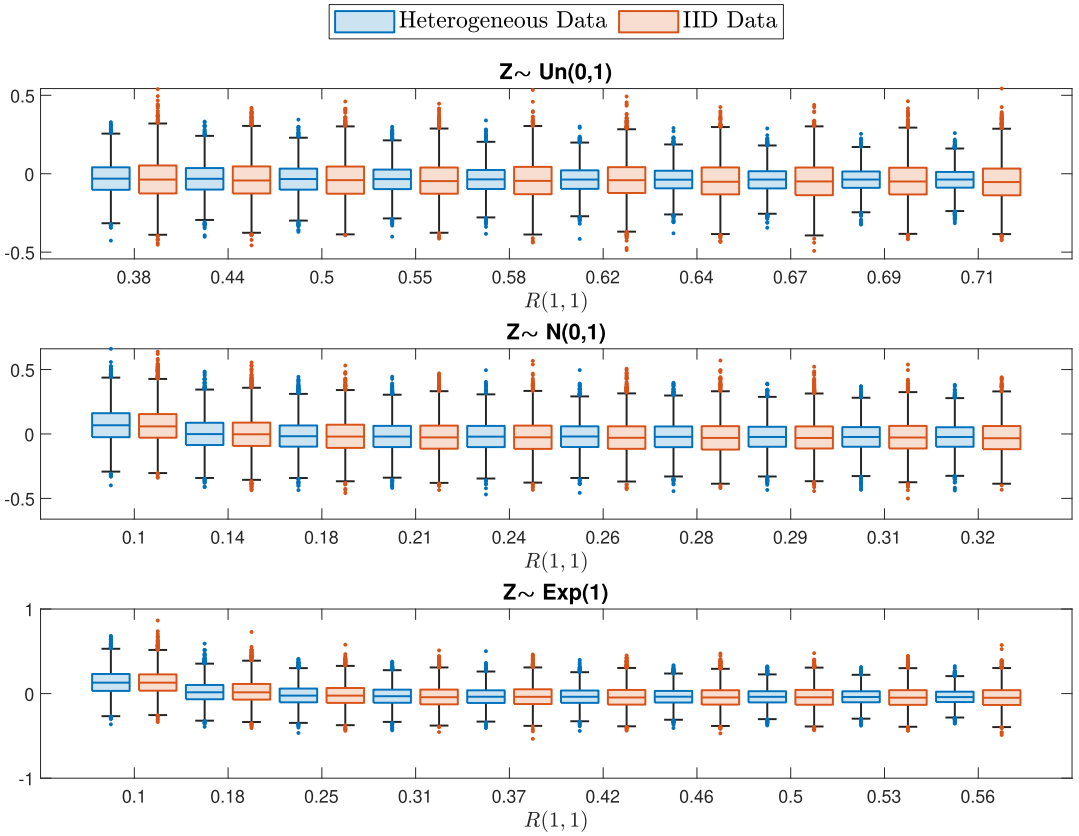 Heterogeneous Data IID Data
Z∼ Un(0,1)
0.5
0
-0.5
0.38 0.44 0.5 0.55 0.58 0.62 0.64 0.67 0.69 0.71
R(1,1)
Z∼ N(0,1)
0.5
0
-0.5
0.1 0.14 0.18 0.21 0.24 0.26 0.28 0.29 0.31 0.32
R(1,1)
Z∼ Exp(1)
1
0
-1
0.1 0.18 0.25 0.31 0.37 0.42 0.46 0.5 0.53 0.56
R(1,1)